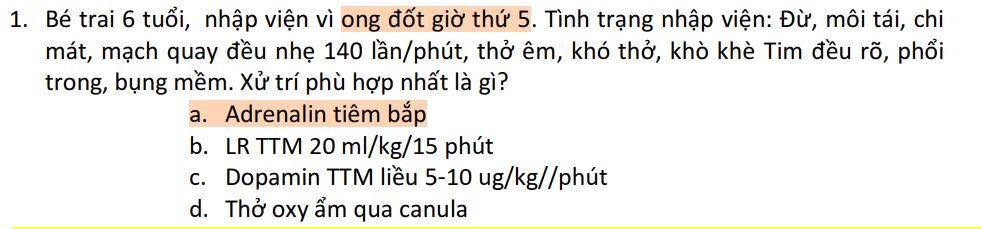 1. Bé trai 6 tuổi, nhập viện vì ong đốt giờ thứ 5. Tình trạng nhập viện: Đừ, môi tái, chi
mát, mạch quay đều nhẹ 140 lần/phút, thở êm, khó thở, khò khè Tim đều rõ, phổi
trong, bụng mềm. Xử trí phù hợp nhất là gì?
a. Adrenalin tiêm bắp
b. LR TTM 20 ml/kg/15 phút
c. Dopamin TTM liều 5-10 ug/kg//phút
d. Thở oxy ẩm qua canula